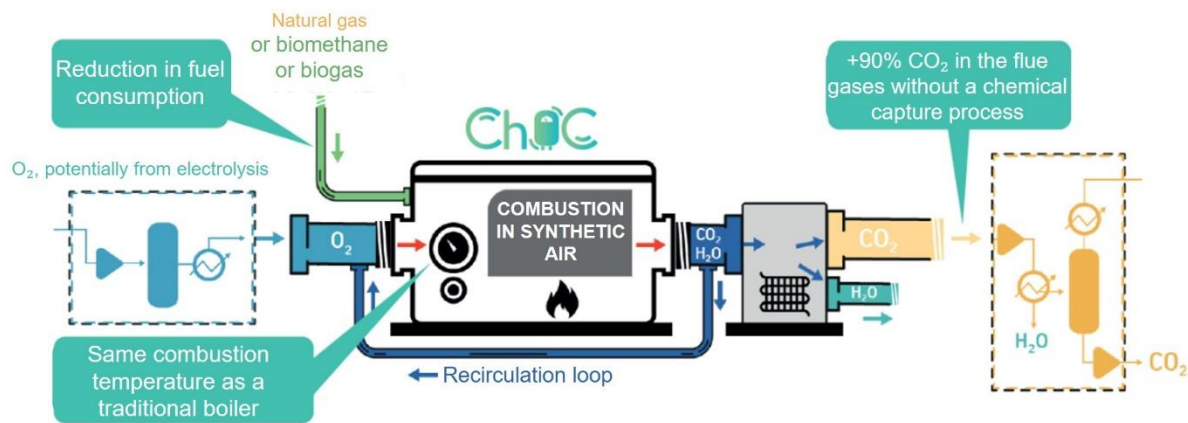 Natural gas
or biomethane
or biogas
Reduction in fuel
consumption
+90% CO₂ in the flue
gases without a chemical
capture process
ChOC
O₂, potentially from electrolysis
O₂
COMBUSTION
IN SYNTHETIC
AIR
CO₂
H₂O
CO₂
H₂O
H₂O
CO₂
Same combustion
temperature as a
traditional boiler
Recirculation loop